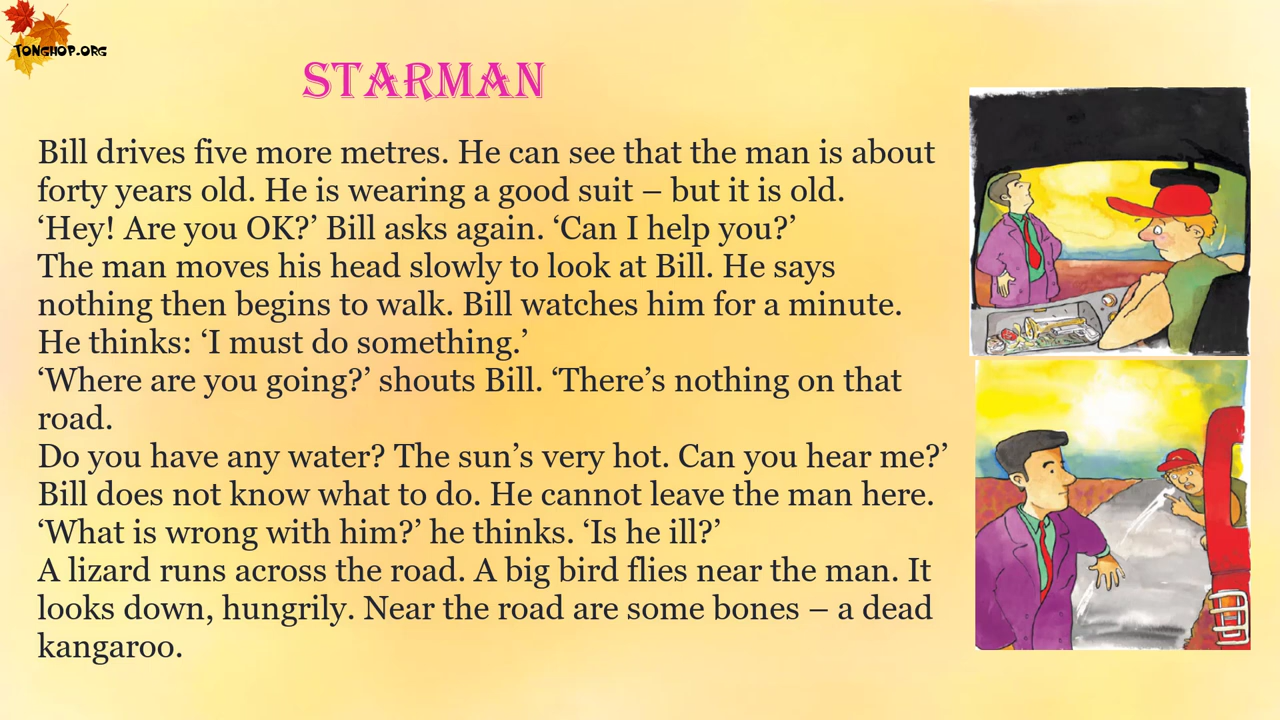 TONGHOP.ORG
STARMAN
Bill drives five more metres. He can see that the man is about
forty years old. He is wearing a good suit – but it is old.
‘Hey! Are you OK?’ Bill asks again. ‘Can I help you?’
The man moves his head slowly to look at Bill. He says
nothing then begins to walk. Bill watches him for a minute.
He thinks: ‘I must do something.’
‘Where are you going?’ shouts Bill. ‘There’s nothing on that
road.
Do you have any water? The sun’s very hot. Can you hear me?’
Bill does not know what to do. He cannot leave the man here.
‘What is wrong with him?’ he thinks. ‘Is he ill?’
A lizard runs across the road. A big bird flies near the man. It
looks down, hungrily. Near the road are some bones – a dead
kangaroo.